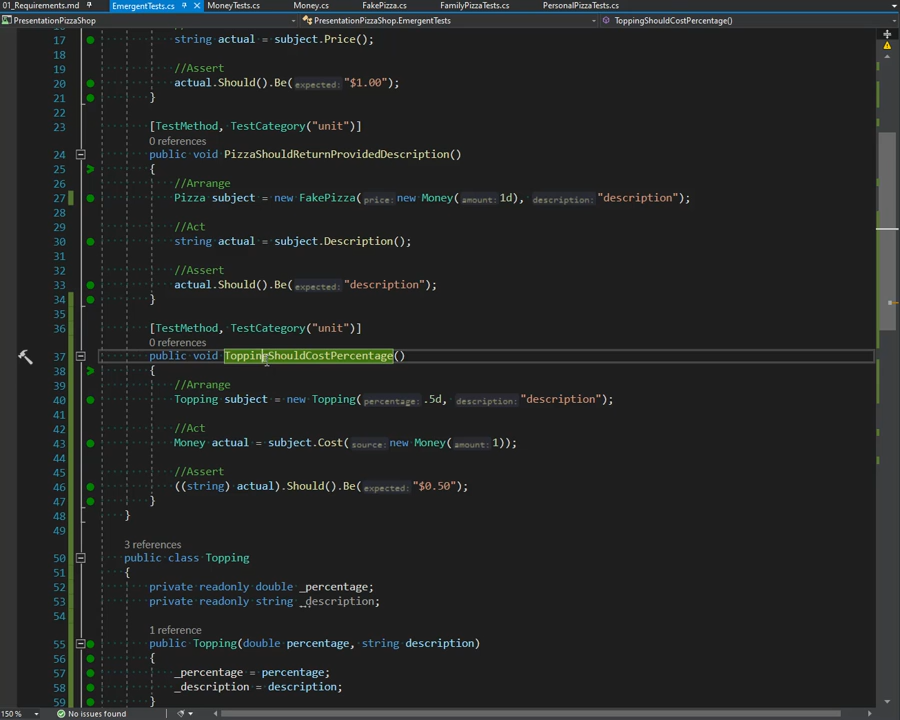 01_Requirements.md EmergentTests.cs MoneyTests.cs Money.cs FakePizza.cs FamilyPizzaTests.cs PersonalPizzaTests.cs
PresentationPizzaShop PresentationPizzaShop.EmergentTests ToppingShouldCostPercentage()
17 string actual = subject.Price();
18
19 //Assert
20 actual.Should().Be(expected: "$1.00");
21 }
22
23 [TestMethod, TestCategory("unit")]
0 references
24 public void PizzaShouldReturnProvidedDescription()
25 {
26 //Arrange
27 Pizza subject = new FakePizza(price: new Money(amount: 1d), description: "description");
28
29 //Act
30 string actual = subject.Description();
31
32 //Assert
33 actual.Should().Be(expected: "description");
34 }
35
36 [TestMethod, TestCategory("unit")]
0 references
37 public void ToppingShouldCostPercentage()
38 {
39 //Arrange
40 Topping subject = new Topping(percentage: .5d, description: "description");
41
42 //Act
43 Money actual = subject.Cost(source: new Money(amount: 1));
44
45 //Assert
46 ((string) actual).Should().Be(expected: "$0.50");
47 }
48 }
49
3 references
50 public class Topping
51 {
52 private readonly double _percentage;
53 private readonly string _description;
54
1 reference
55 public Topping(double percentage, string description)
56 {
57 _percentage = percentage;
58 _description = description;
59 }
150 % No issues found